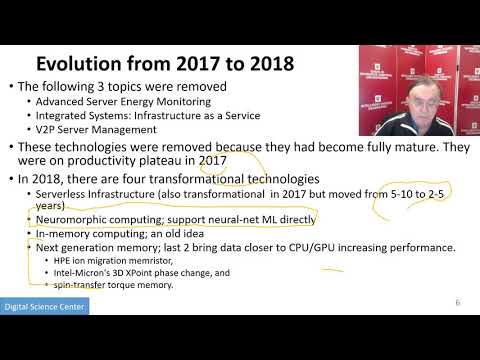 Evolution from 2017 to 2018
• The following 3 topics were removed
• Advanced Server Energy Monitoring
• Integrated Systems: Infrastructure as a Service
• V2P Server Management
• These technologies were removed because they had become fully mature. They
were on productivity plateau in 2017
• In 2018, there are four transformational technologies
• Serverless Infrastructure (also transformational in 2017 but moved from 5-10 to 2-5
years)
• Neuromorphic computing; support neural-net ML directly
• In-memory computing; an old idea
• Next generation memory; last 2 bring data closer to CPU/GPU increasing performance.
• HPE ion migration memristor,
• Intel-Micron's 3D XPoint phase change, and
• spin-transfer torque memory.
Digital Science Center
6